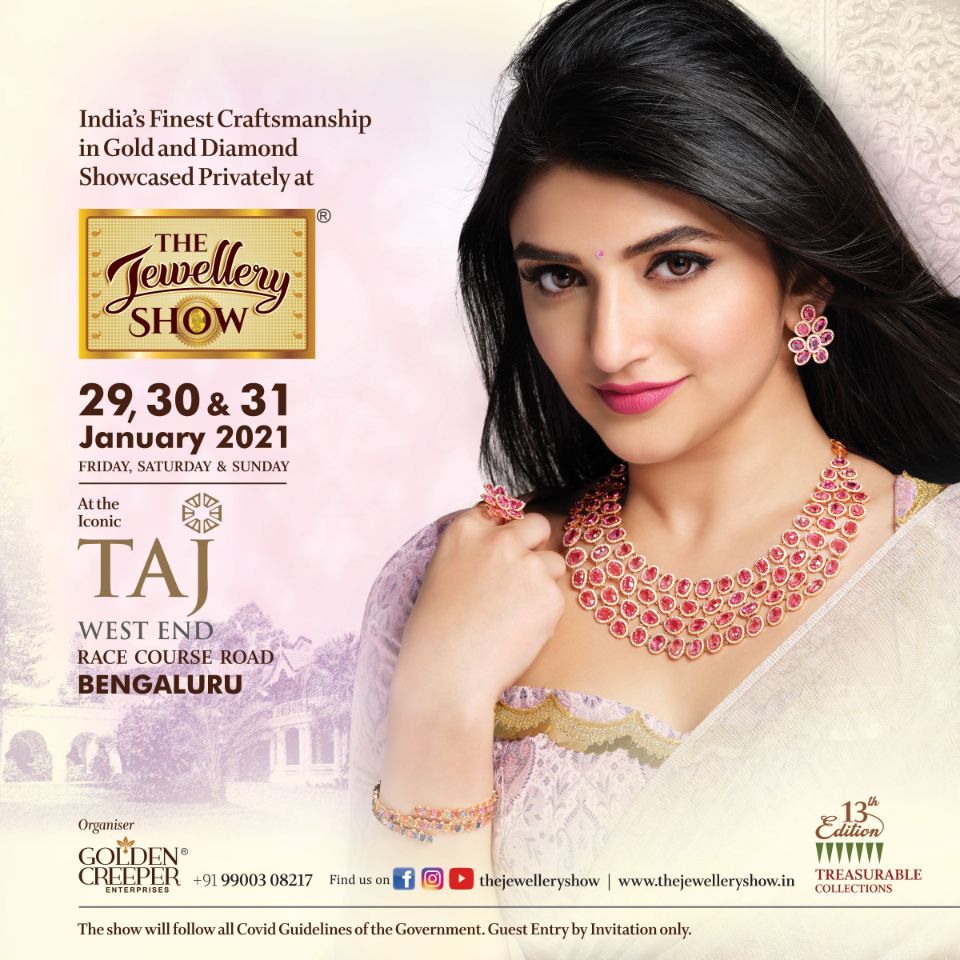 India's Finest Craftsmanship
in Gold and Diamond
Showcased Privately at
THE
Jewellery
SHOW
®
29, 30 & 31
January 2021
FRIDAY, SATURDAY & SUNDAY
At the
Iconic
TAJ
WEST END
RACE COURSE ROAD
BENGALURU
Organiser
GOLDEN®
CREEPER
ENTERPRISES
+91 99003 08217 Find us on thejewelleryshow | www.thejewelleryshow.in
13th
Edition
TREASURABLE
COLLECTIONS
The show will follow all Covid Guidelines of the Government. Guest Entry by Invitation only.